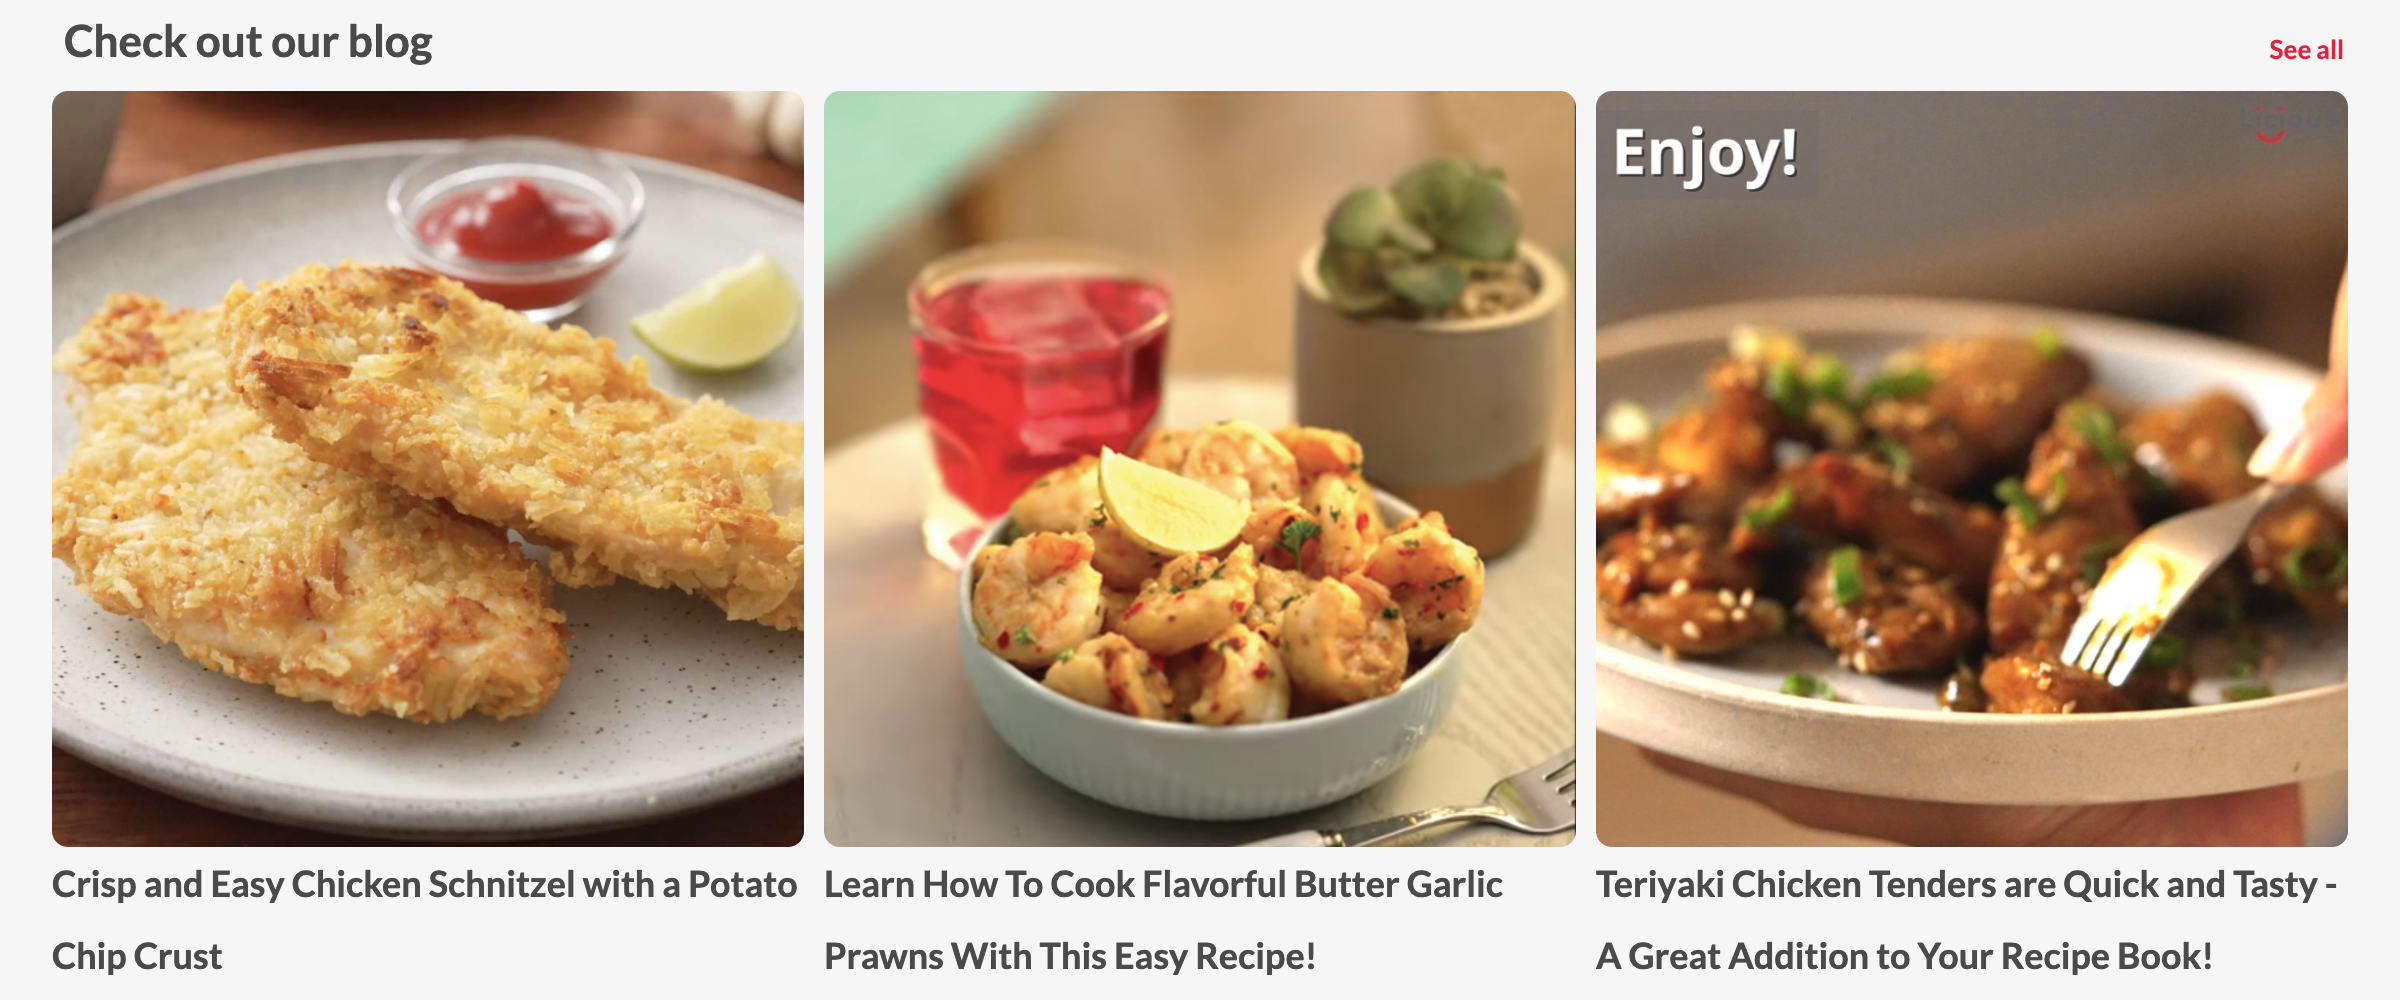 Check out our blog
See all
Enjoy!
Licious
Crisp and Easy Chicken Schnitzel with a Potato
Chip Crust
Learn How To Cook Flavorful Butter Garlic
Prawns With This Easy Recipe!
Teriyaki Chicken Tenders are Quick and Tasty -
A Great Addition to Your Recipe Book!